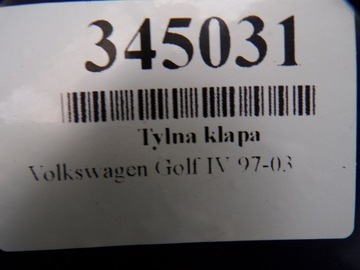 345031
Tylna klapa
Volkswagen Golf IV 97-03